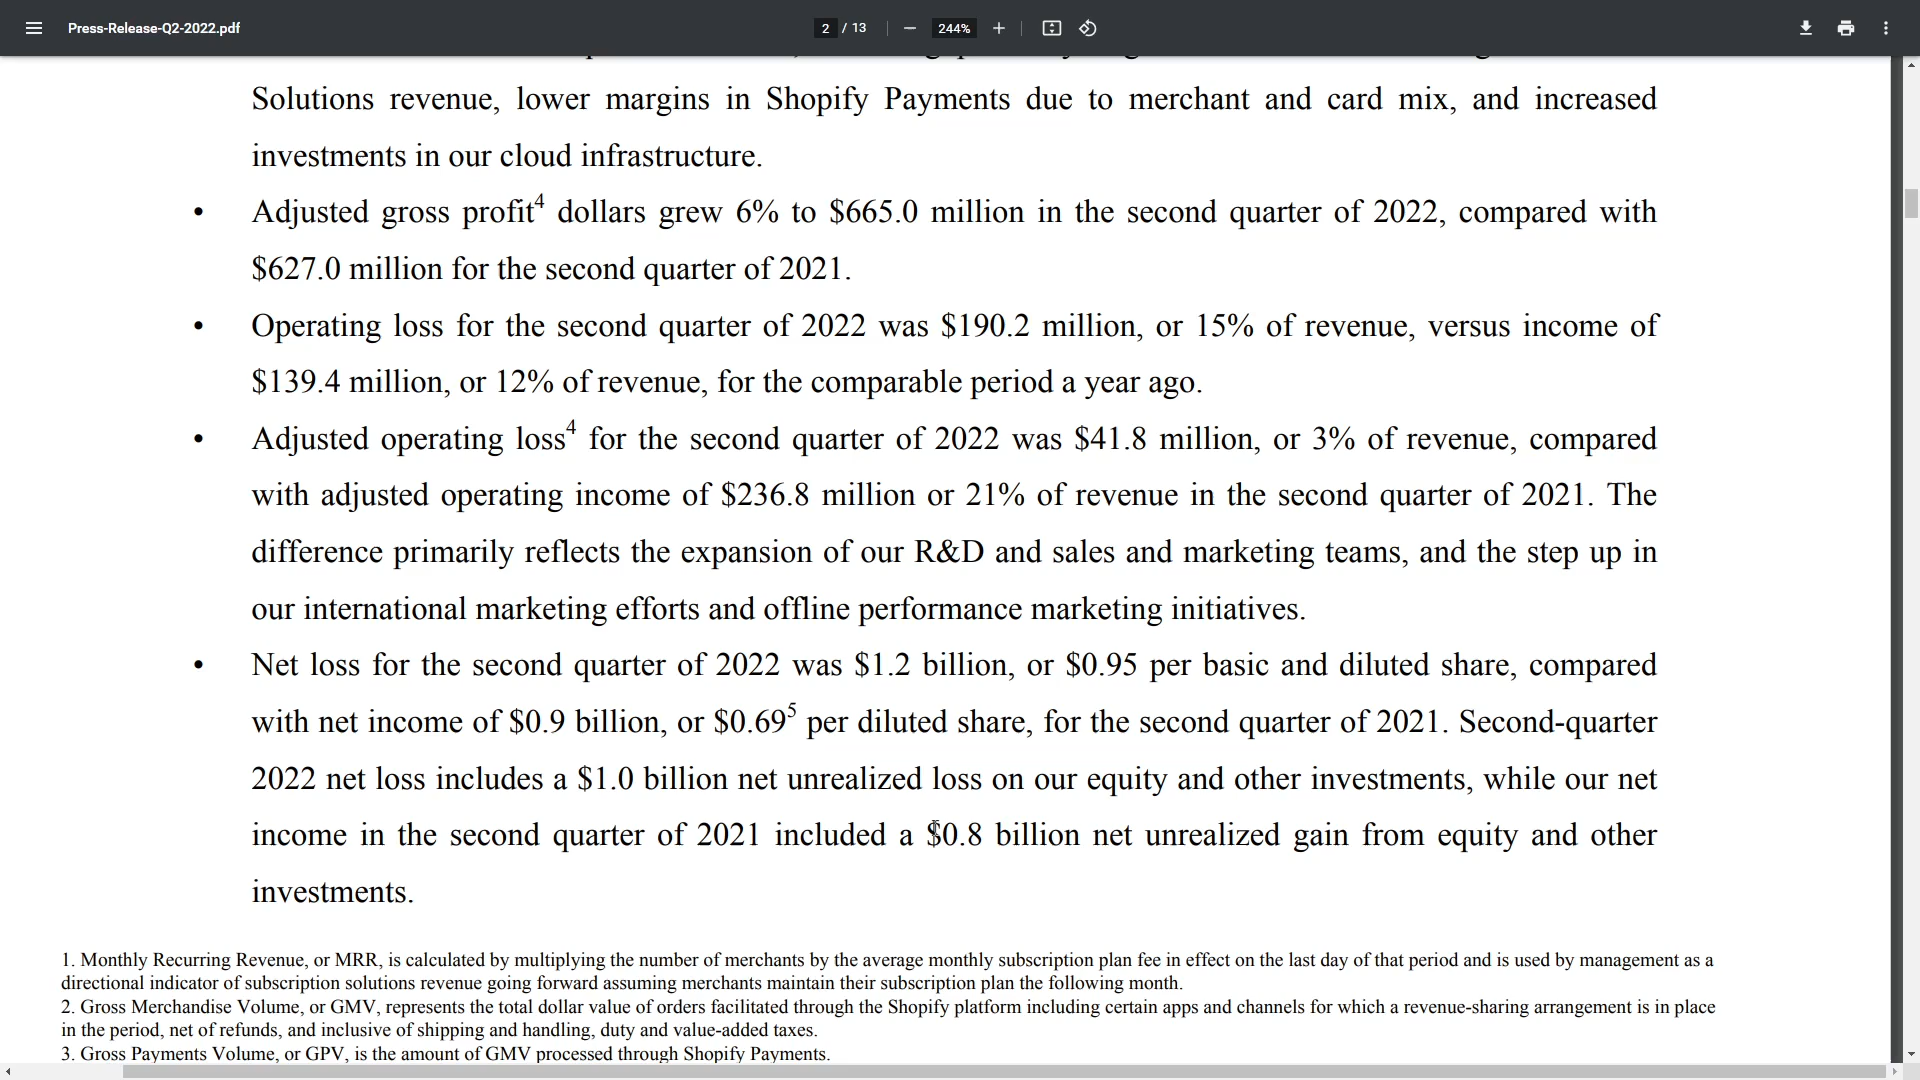 Press-Release-Q2-2022.pdf
2 / 13
244%
Solutions revenue, lower margins in Shopify Payments due to merchant and card mix, and increased
investments in our cloud infrastructure.
• Adjusted gross profit4 dollars grew 6% to $665.0 million in the second quarter of 2022, compared with
$627.0 million for the second quarter of 2021.
• Operating loss for the second quarter of 2022 was $190.2 million, or 15% of revenue, versus income of
$139.4 million, or 12% of revenue, for the comparable period a year ago.
• Adjusted operating loss4 for the second quarter of 2022 was $41.8 million, or 3% of revenue, compared
with adjusted operating income of $236.8 million or 21% of revenue in the second quarter of 2021. The
difference primarily reflects the expansion of our R&D and sales and marketing teams, and the step up in
our international marketing efforts and offline performance marketing initiatives.
• Net loss for the second quarter of 2022 was $1.2 billion, or $0.95 per basic and diluted share, compared
with net income of $0.9 billion, or $0.695 per diluted share, for the second quarter of 2021. Second-quarter
2022 net loss includes a $1.0 billion net unrealized loss on our equity and other investments, while our net
income in the second quarter of 2021 included a $0.8 billion net unrealized gain from equity and other
investments.
1. Monthly Recurring Revenue, or MRR, is calculated by multiplying the number of merchants by the average monthly subscription plan fee in effect on the last day of that period and is used by management as a
directional indicator of subscription solutions revenue going forward assuming merchants maintain their subscription plan the following month.
2. Gross Merchandise Volume, or GMV, represents the total dollar value of orders facilitated through the Shopify platform including certain apps and channels for which a revenue-sharing arrangement is in place
in the period, net of refunds, and inclusive of shipping and handling, duty and value-added taxes.
3. Gross Payments Volume, or GPV, is the amount of GMV processed through Shopify Payments.